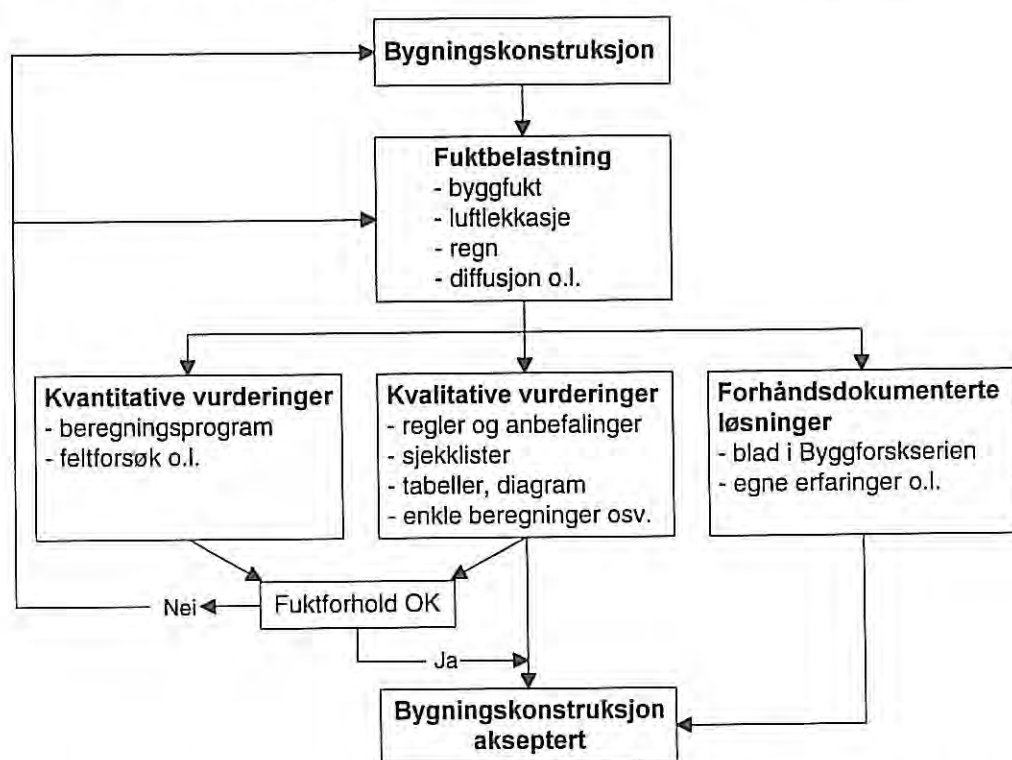 Bygningskonstruksjon
Fuktbelastning
- byggfukt
- luftlekkasje
- regn
- diffusjon o.l.
Kvantitative vurderinger
- beregningsprogram
- feltforsøk o.l.
Kvalitative vurderinger
- regler og anbefalinger
- sjekklister
- tabeller, diagram
- enkle beregninger osv.
Forhåndsdokumenterte
løsninger
- blad i Byggforskserien
- egne erfaringer o.l.
Nei
Fuktforhold OK
Ja
Bygningskonstruksjon
akseptert